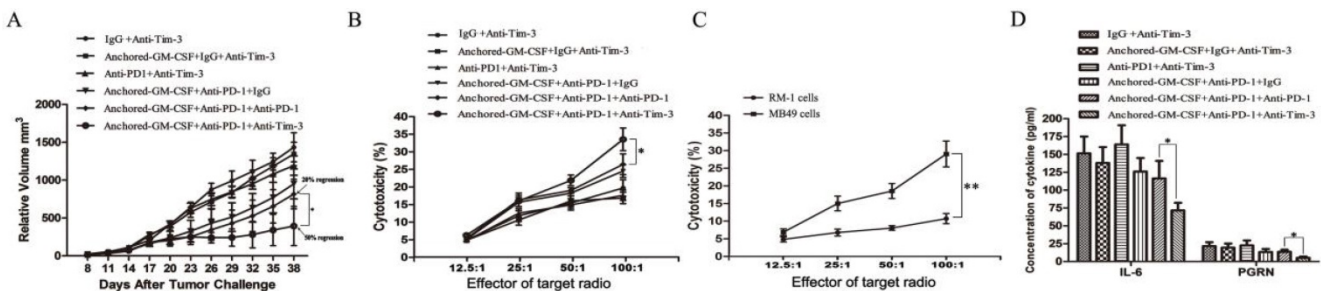 A
IgG +Anti-Tim-3
Anchored-GM-CSF+IgG+Anti-Tim-3
Anti-PD1+Anti-Tim-3
Anchored-GM-CSF+Anti-PD-1+IgG
Anchored-GM-CSF+Anti-PD-1+Anti-PD-1
Anchored-GM-CSF+Anti-PD-1+Anti-Tim-3
Relative Volume mm3
2000
1500
1000
500
0
20% regression
*
50% regression
8 11 14 17 20 23 26 29 32 35 38
Days After Tumor Challenge
B
IgG +Anti-Tim-3
Anchored-GM-CSF+IgG+Anti-Tim-3
Anti-PD1+Anti-Tim-3
Anchored-GM-CSF+Anti-PD-1+IgG
Anchored-GM-CSF+Anti-PD-1+Anti-PD-1
Anchored-GM-CSF+Anti-PD-1+Anti-Tim-3
Cytotoxicity (%)
40
35
30
25
20
15
10
5
0
*
12.5:1 25:1 50:1 100:1
Effector of target radio
C
RM-1 cells
MB49 cells
Cytotoxicity (%)
40
35
30
25
20
15
10
5
0
**
12.5:1 25:1 50:1 100:1
Effector of target radio
D
IgG +Anti-Tim-3
Anchored-GM-CSF+IgG+Anti-Tim-3
Anti-PD1+Anti-Tim-3
Anchored-GM-CSF+Anti-PD-1+IgG
Anchored-GM-CSF+Anti-PD-1+Anti-PD-1
Anchored-GM-CSF+Anti-PD-1+Anti-Tim-3
Concentration of cytokine (pg/ml)
200
175
150
125
100
75
50
25
0
*
*
IL-6 PGRN